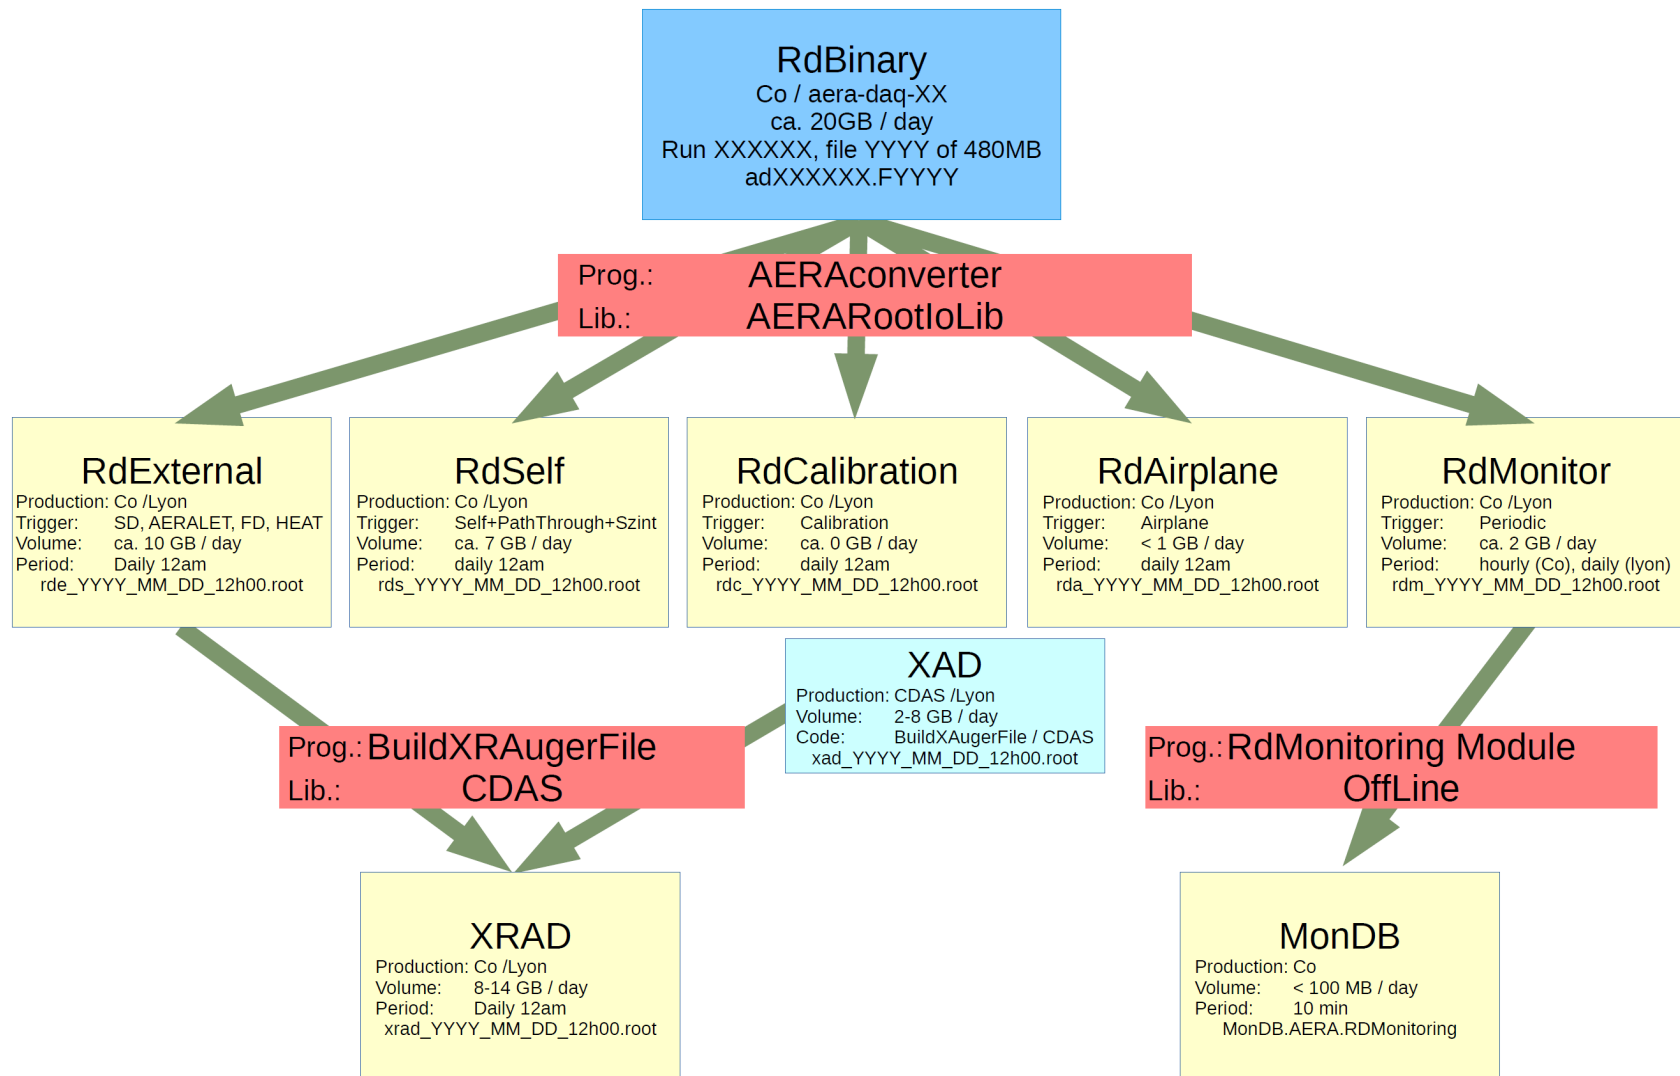 RdBinary
Co / aera-daq-XX
ca. 20GB / day
Run XXXXXX, file YYYY of 480MB
adXXXXXX.FYYYY
Prog.: AERAconverter
Lib.: AERARootIoLib
RdExternal
Production: Co /Lyon
Trigger: SD, AERALET, FD, HEAT
Volume: ca. 10 GB / day
Period: Daily 12am
rde_YYYY_MM_DD_12h00.root
RdSelf
Production: Co /Lyon
Trigger: Self+PathThrough+Szint
Volume: ca. 7 GB / day
Period: daily 12am
rds_YYYY_MM_DD_12h00.root
RdCalibration
Production: Co /Lyon
Trigger: Calibration
Volume: ca. 0 GB / day
Period: daily 12am
rdc_YYYY_MM_DD_12h00.root
RdAirplane
Production: Co /Lyon
Trigger: Airplane
Volume: < 1 GB / day
Period: daily 12am
rda_YYYY_MM_DD_12h00.root
RdMonitor
Production: Co /Lyon
Trigger: Periodic
Volume: ca. 2 GB / day
Period: hourly (Co), daily (lyon)
rdm_YYYY_MM_DD_12h00.root
XAD
Production: CDAS /Lyon
Volume: 2-8 GB / day
Code: BuildXAugerFile / CDAS
xad_YYYY_MM_DD_12h00.root
Prog.: BuildXRAugerFile
Lib.: CDAS
Prog.: RdMonitoring Module
Lib.: OffLine
XRAD
Production: Co /Lyon
Volume: 8-14 GB / day
Period: Daily 12am
xrad_YYYY_MM_DD_12h00.root
MonDB
Production: Co
Volume: < 100 MB / day
Period: 10 min
MonDB.AERA.RDMonitoring